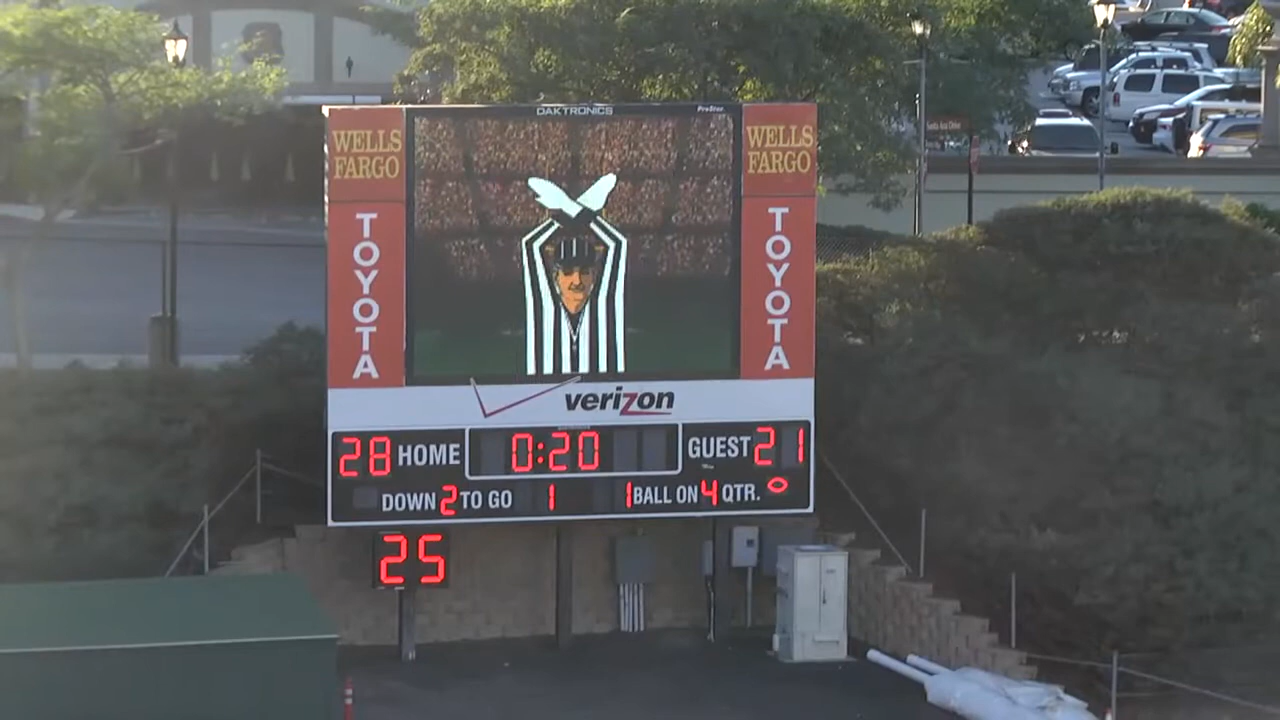 DAKTRONICS ProStar
WELLS
FARGO
WELLS
FARGO
TOYOTA
TOYOTA
verizon
28 HOME 0:20 GUEST 21
DOWN 2 TO GO 1 1 BALL ON 4 QTR.
25